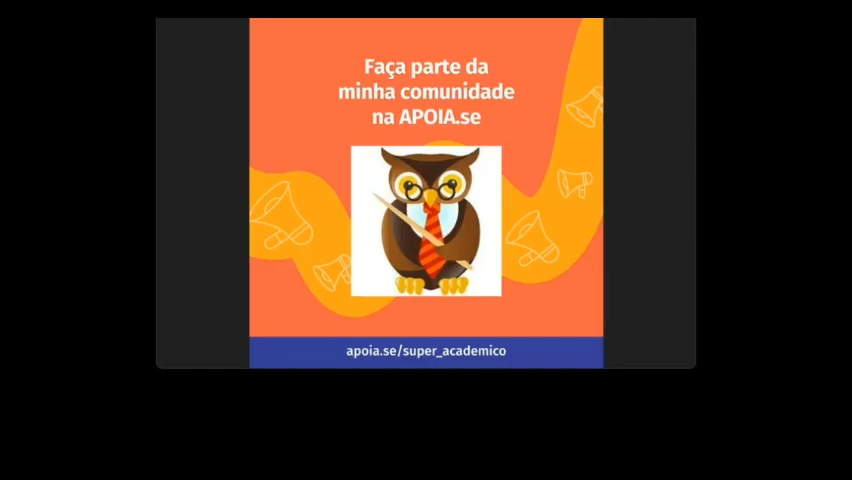 Faça parte da
minha comunidade
na APOIA.se
apoia.se/super_academico